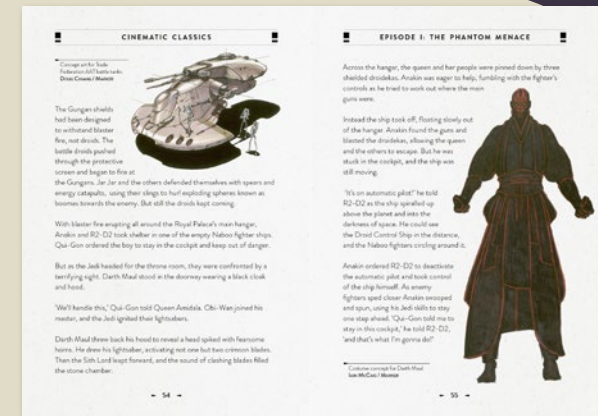 CINEMATIC CLASSICS
Concept art for Trade
Federation AAT battle tanks.
DOUG CHIANG / MARKER
The Gungan shields
had been designed
to withstand blaster
fire, not droids. The
battle droids pushed
through the protective
screen and began to fire at
the Gungans. Jar Jar and the others defended themselves with spears and
energy catapults, using their slings to hurl exploding spheres known as
boomas towards the enemy. But still the droids kept coming.
With blaster fire erupting all around the Royal Palace's main hangar,
Anakin and R2-D2 took shelter in one of the empty Naboo fighter ships.
Qui-Gon ordered the boy to stay in the cockpit and keep out of danger.
But as the Jedi headed for the throne room, they were confronted by a
terrifying sight. Darth Maul stood in the doorway wearing a black cloak
and hood.
'We'll handle this,' Qui-Gon told Queen Amidala. Obi-Wan joined his
master, and the Jedi ignited their lightsabers.
Darth Maul threw back his hood to reveal a head spiked with fearsome
horns. He drew his lightsaber, activating not one but two crimson blades.
Then the Sith Lord leapt forward, and the sound of clashing blades filled
the stone chamber.
54
EPISODE I: THE PHANTOM MENACE
Across the hangar, the queen and her people were pinned down by three
shielded droidekas. Anakin was eager to help, fumbling with the fighter's
controls as he tried to work out where the main
guns were.
Instead the ship took off, floating slowly out
of the hangar. Anakin found the guns and
blasted the droidekas, allowing the queen
and the others to escape. But he was
stuck in the cockpit, and the ship was
still moving.
'It's on automatic pilot!' he told
R2-D2 as the ship spiralled up
above the planet and into the
darkness of space. He could see
the Droid Control Ship in the distance,
and the Naboo fighters circling around it.
Anakin ordered R2-D2 to deactivate
the automatic pilot and took control
of the ship himself. As enemy
fighters sped closer Anakin swooped
and spun, using his Jedi skills to stay
one step ahead. 'Qui-Gon told me to
stay in this cockpit,' he told R2-D2,
'and that's what I'm gonna do!'
Costume concept for Darth Maul.
IAIN MCCAIG / MARKER
55